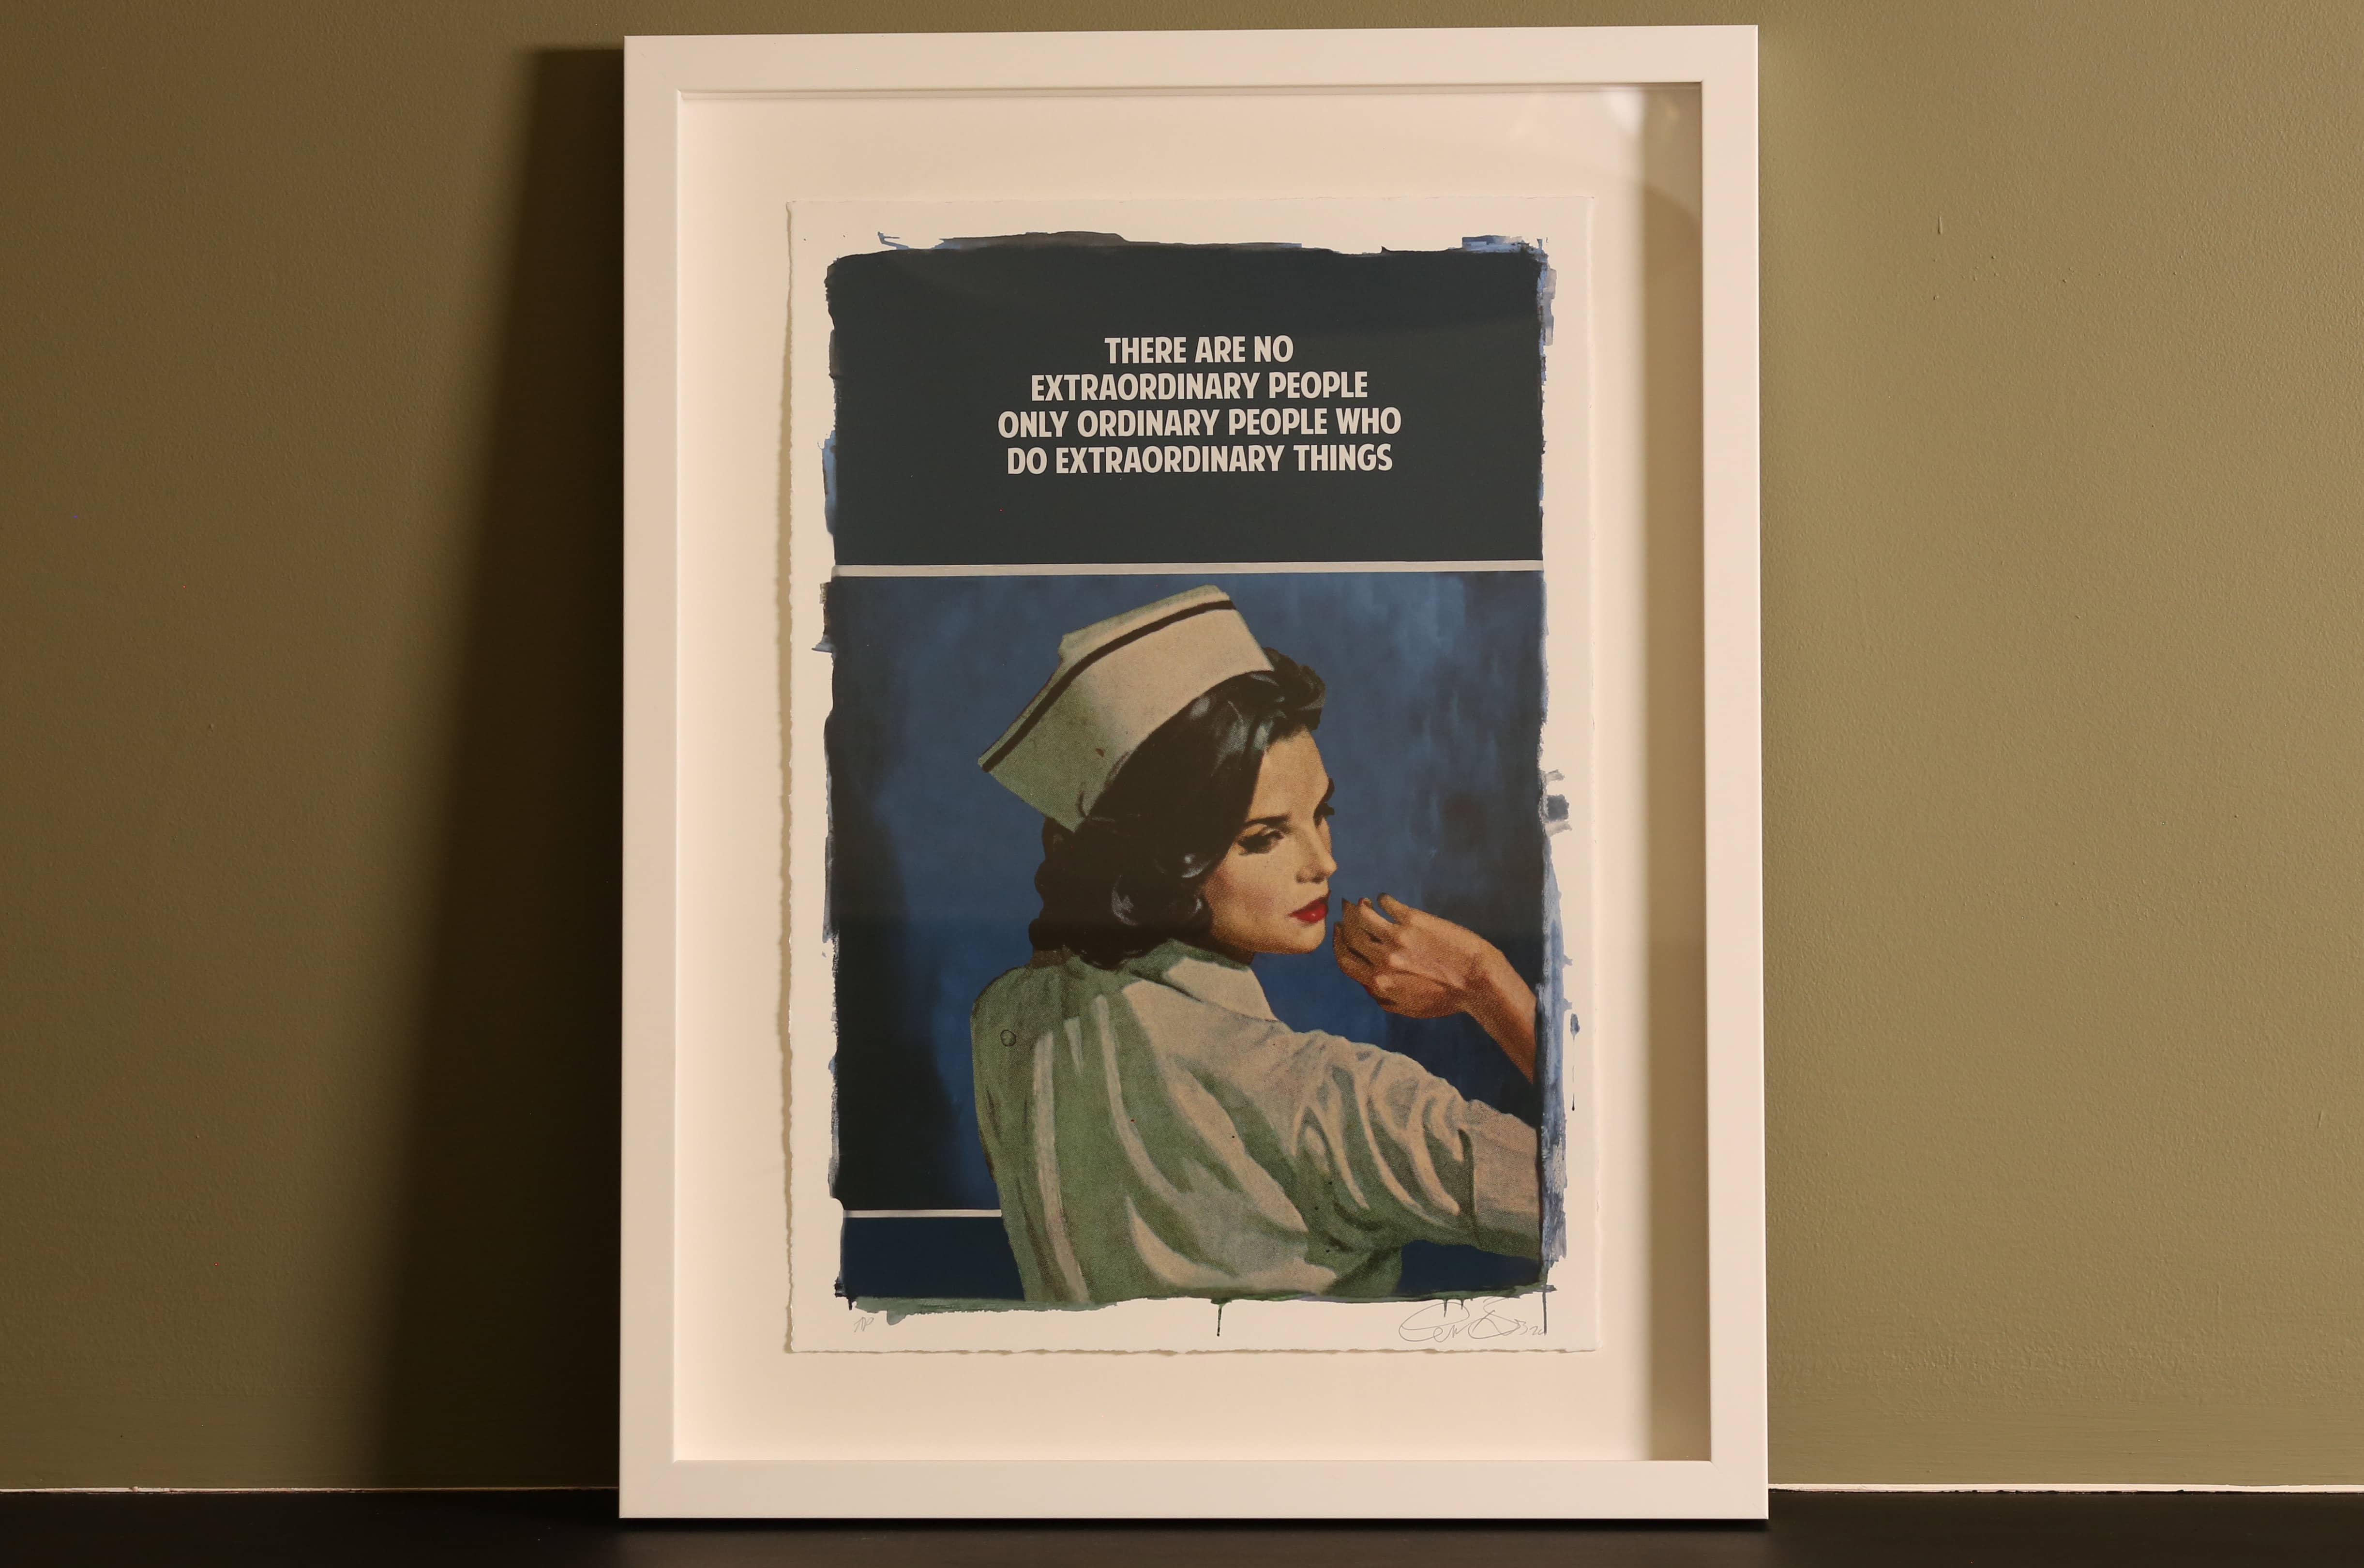 THERE ARE NO
EXTRAORDINARY PEOPLE
ONLY ORDINARY PEOPLE WHO
DO EXTRAORDINARY THINGS